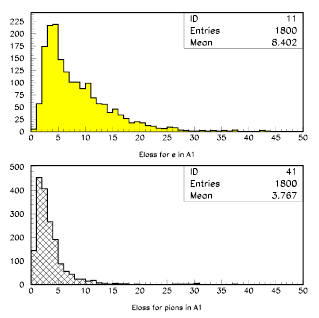 ID 11
Entries 1800
Mean 8.402
225
200
175
150
125
100
75
50
25
0
0 5 10 15 20 25 30 35 40 45 50
Eloss for e in A1
ID 41
Entries 1800
Mean 3.767
500
400
300
200
100
0
0 5 10 15 20 25 30 35 40 45 50
Eloss for pions in A1